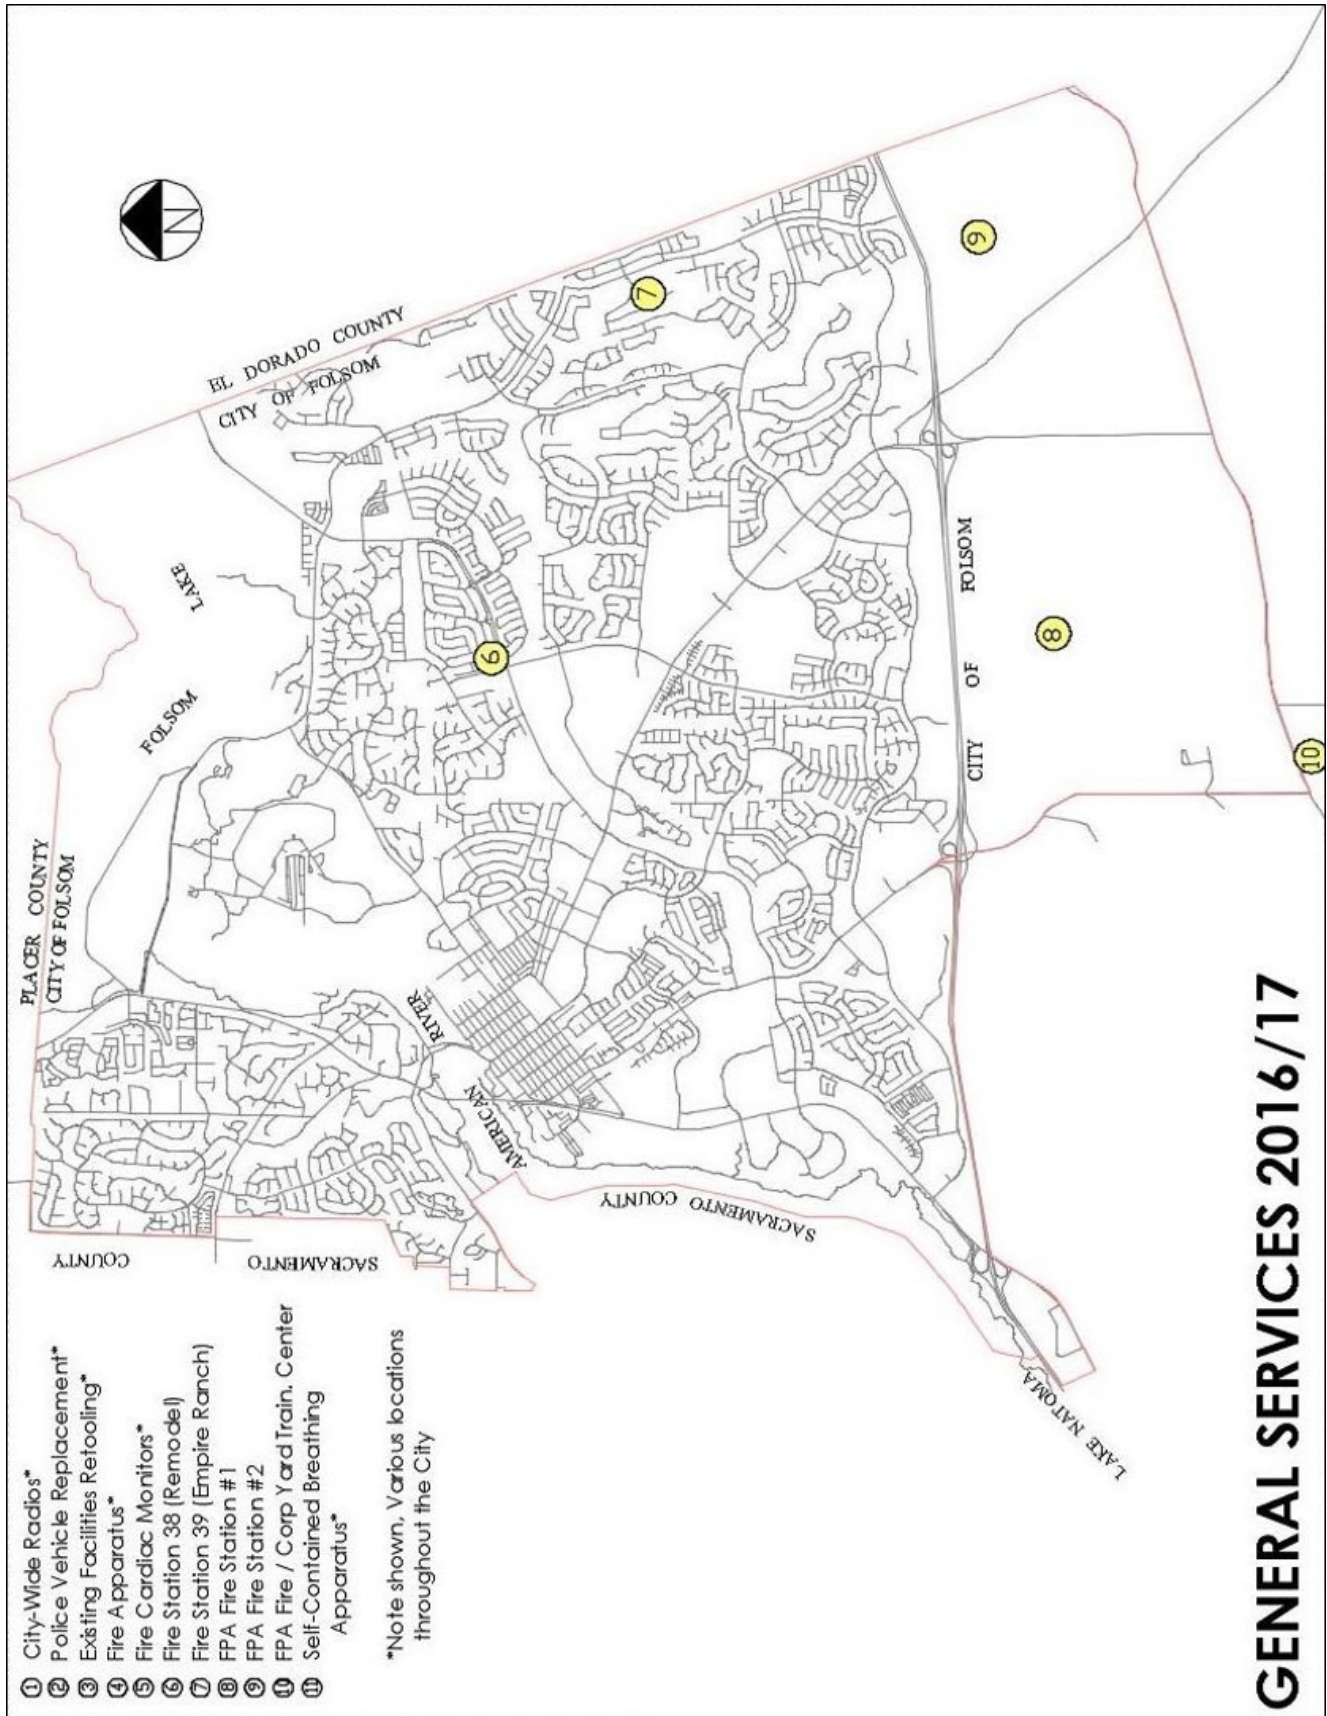 ① City-Wide Radios*
② Police Vehicle Replacement*
③ Existing Facilities Retooling*
④ Fire Apparatus*
⑤ Fire Cardiac Monitors*
⑥ Fire Station 38 (Remodel)
⑦ Fire Station 39 (Empire Ranch)
⑧ FPA Fire Station #1
⑨ FPA Fire Station #2
⑩ FPA Fire / Corp Yard Train. Center
⑪ Self-Contained Breathing
Apparatus*
*Note shown, Various locations
throughout the City
COUNTY
SACRAMENTO
PLACER COUNTY
CITY OF FOLSOM
FOLSOM
LAKE
EL DORADO COUNTY
CITY OF FOLSOM
N
AMERICAN
RIVER
SACRAMENTO COUNTY
6
7
CITY OF FOLSOM
8
9
10
LAKE NATOMA
GENERAL SERVICES 2016/17